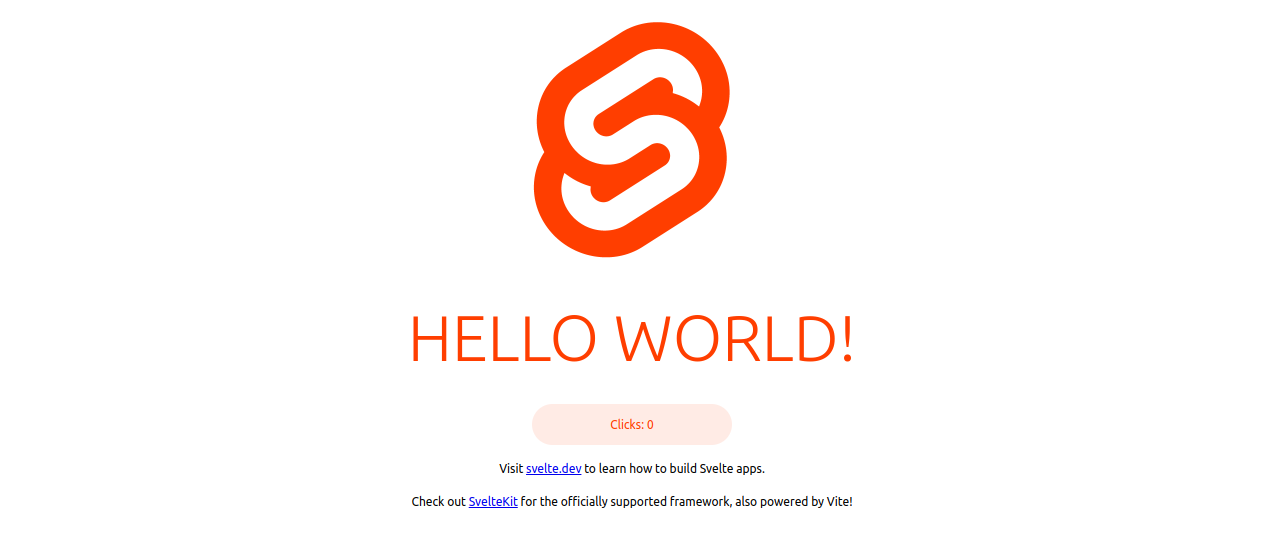 HELLO WORLD!
Clicks: 0
Visit svelte.dev to learn how to build Svelte apps.
Check out SvelteKit for the officially supported framework, also powered by Vite!